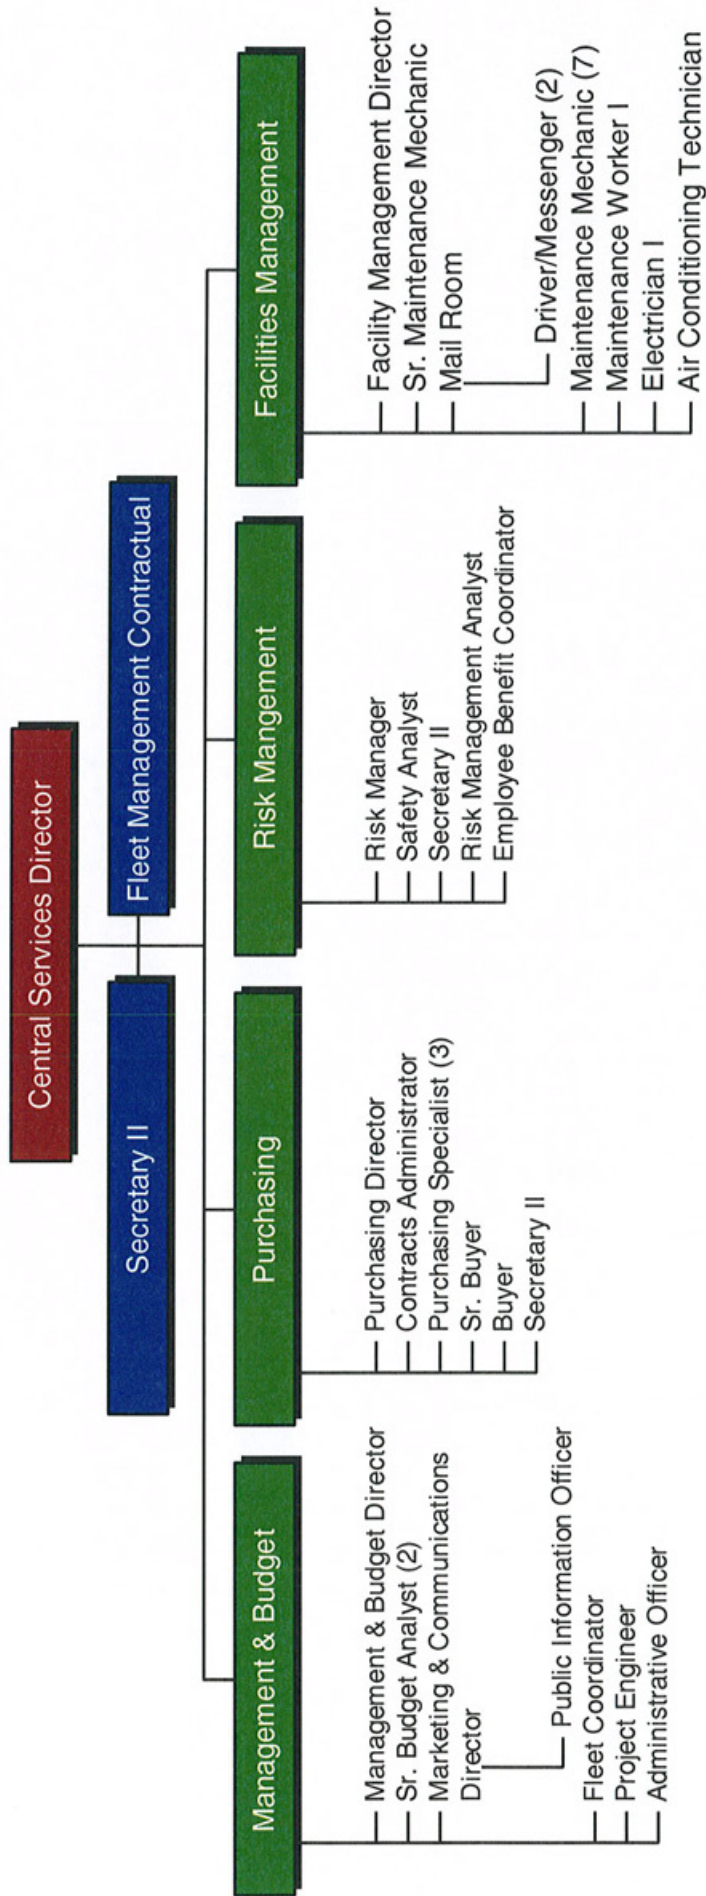 Central Services Director
Secretary II
Fleet Management Contractual
Management & Budget
Purchasing
Risk Mangement
Facilities Management
Management & Budget Director
Sr. Budget Analyst (2)
Marketing & Communications
Director
Public Information Officer
Fleet Coordinator
Project Engineer
Administrative Officer
Purchasing Director
Contracts Administrator
Purchasing Specialist (3)
Sr. Buyer
Buyer
Secretary II
Risk Manager
Safety Analyst
Secretary II
Risk Management Analyst
Employee Benefit Coordinator
Facility Management Director
Sr. Maintenance Mechanic
Mail Room
Driver/Messenger (2)
Maintenance Mechanic (7)
Maintenance Worker I
Electrician I
Air Conditioning Technician